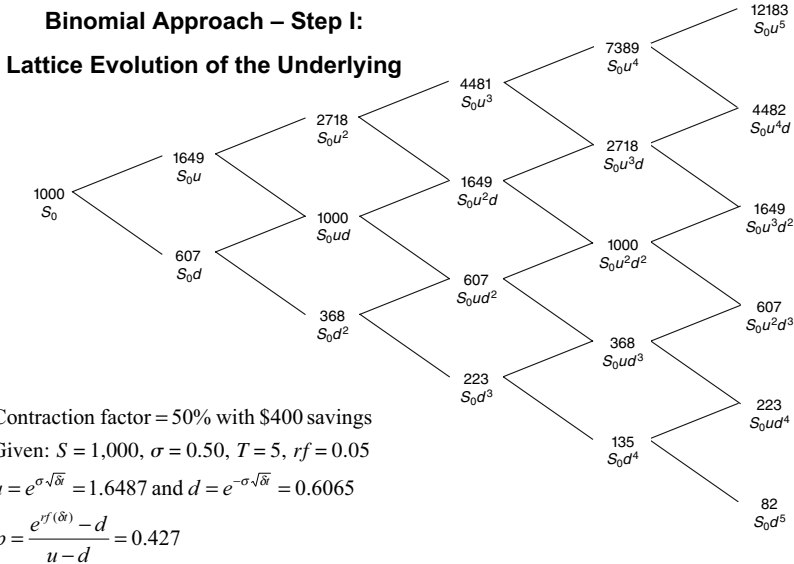 Binomial Approach – Step I:
Lattice Evolution of the Underlying
1000
S₀
1649
S₀u
607
S₀d
2718
S₀u²
1000
S₀ud
368
S₀d²
4481
S₀u³
1649
S₀u²d
607
S₀ud²
223
S₀d³
7389
S₀u⁴
2718
S₀u³d
1000
S₀u²d²
368
S₀ud³
135
S₀d⁴
12183
S₀u⁵
4482
S₀u⁴d
1649
S₀u³d²
607
S₀u²d³
223
S₀ud⁴
82
S₀d⁵
Contraction factor = 50% with $400 savings
Given: S = 1,000, σ = 0.50, T = 5, rf = 0.05
u = e^{σ√δt} = 1.6487 and d = e^{−σ√δt} = 0.6065
p = (e^{rf(δt)} − d)/(u − d) = 0.427